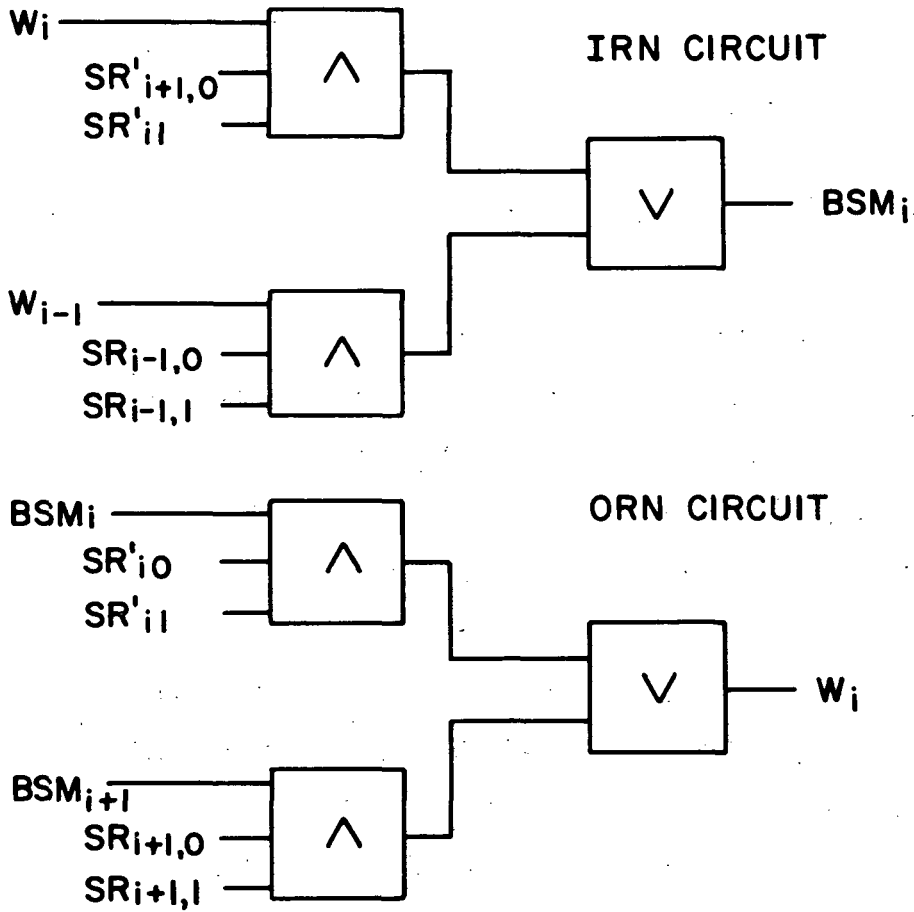 IRN CIRCUIT
Wi
SR'i+1,0
SR'i1
∧
∨
BSMi
Wi-1
SRi-1,0
SRi-1,1
∧
ORN CIRCUIT
BSMi
SR'i0
SR'i1
∧
∨
Wi
BSMi+1
SRi+1,0
SRi+1,1
∧